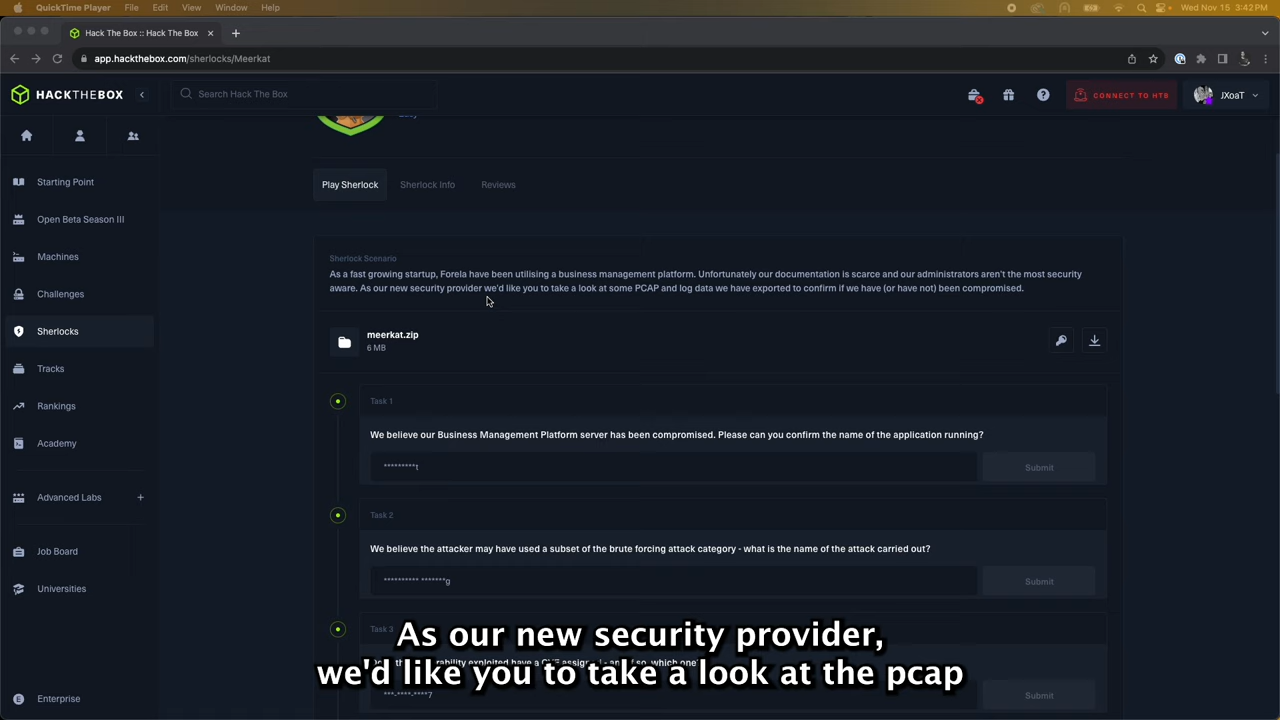 QuickTime Player File Edit View Window Help Wed Nov 15 3:42 PM
Hack The Box :: Hack The Box
app.hackthebox.com/sherlocks/Meerkat
HACKTHEBOX
Search Hack The Box
CONNECT TO HTB
JXoaT
Play Sherlock
Sherlock Info
Reviews
Starting Point
Open Beta Season III
Machines
Challenges
Sherlocks
Tracks
Rankings
Academy
Advanced Labs
Job Board
Universities
Enterprise
Sherlock Scenario
As a fast growing startup, Forela have been utilising a business management platform. Unfortunately our documentation is scarce and our administrators aren't the most security
aware. As our new security provider we'd like you to take a look at some PCAP and log data we have exported to confirm if we have (or have not) been compromised.
meerkat.zip
6 MB
Task 1
We believe our Business Management Platform server has been compromised. Please can you confirm the name of the application running?
*********t
Submit
Task 2
We believe the attacker may have used a subset of the brute forcing attack category - what is the name of the attack carried out?
********** *******g
Submit
Task 3
***-****-****7
Submit
As our new security provider,
we'd like you to take a look at the pcap